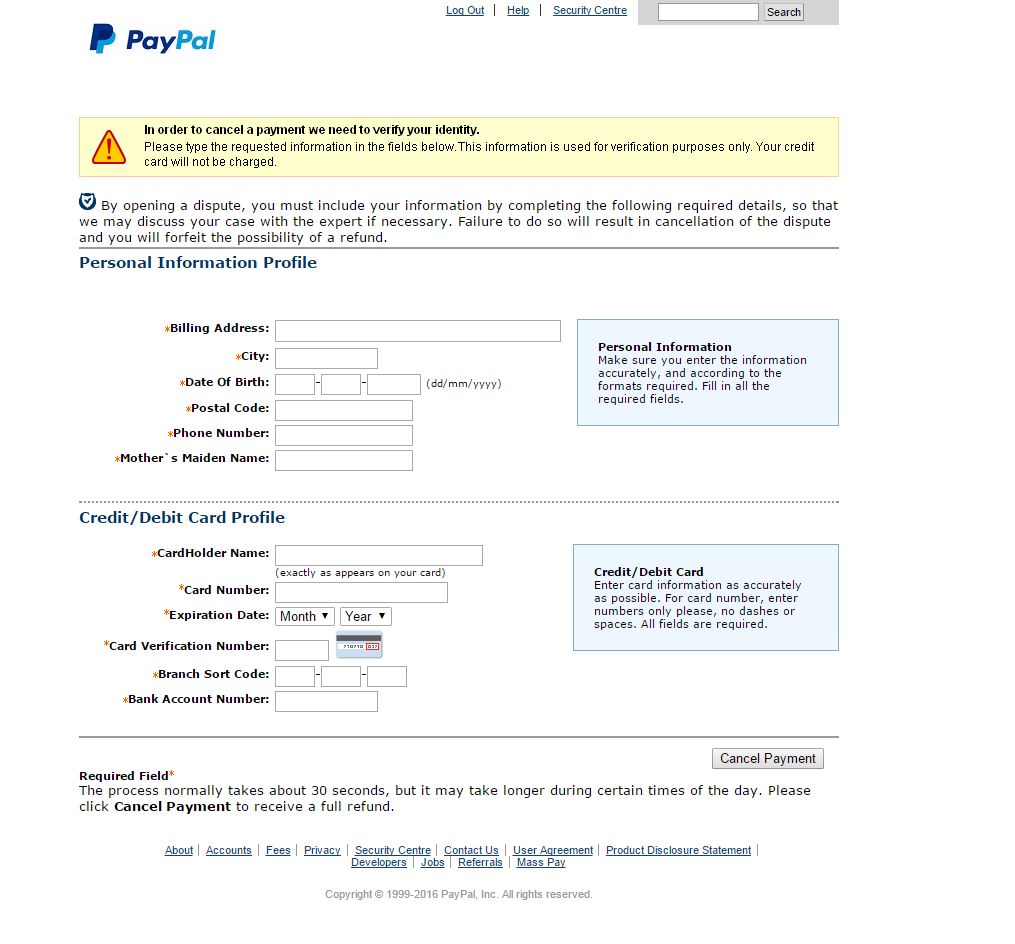 Log Out | Help | Security Centre Search
PayPal
In order to cancel a payment we need to verify your identity.
Please type the requested information in the fields below.This information is used for verification purposes only. Your credit
card will not be charged.
By opening a dispute, you must include your information by completing the following required details, so that
we may discuss your case with the expert if necessary. Failure to do so will result in cancellation of the dispute
and you will forfeit the possibility of a refund.
Personal Information Profile
*Billing Address:
*City:
*Date Of Birth: - - (dd/mm/yyyy)
*Postal Code:
*Phone Number:
*Mother`s Maiden Name:
Personal Information
Make sure you enter the information
accurately, and according to the
formats required. Fill in all the
required fields.
Credit/Debit Card Profile
*CardHolder Name:
(exactly as appears on your card)
*Card Number:
*Expiration Date: Month Year
*Card Verification Number:
*Branch Sort Code: - -
*Bank Account Number:
Credit/Debit Card
Enter card information as accurately
as possible. For card number, enter
numbers only please, no dashes or
spaces. All fields are required.
Cancel Payment
Required Field*
The process normally takes about 30 seconds, but it may take longer during certain times of the day. Please
click Cancel Payment to receive a full refund.
About | Accounts | Fees | Privacy | Security Centre | Contact Us | User Agreement | Product Disclosure Statement |
Developers | Jobs | Referrals | Mass Pay
Copyright © 1999-2016 PayPal, Inc. All rights reserved.